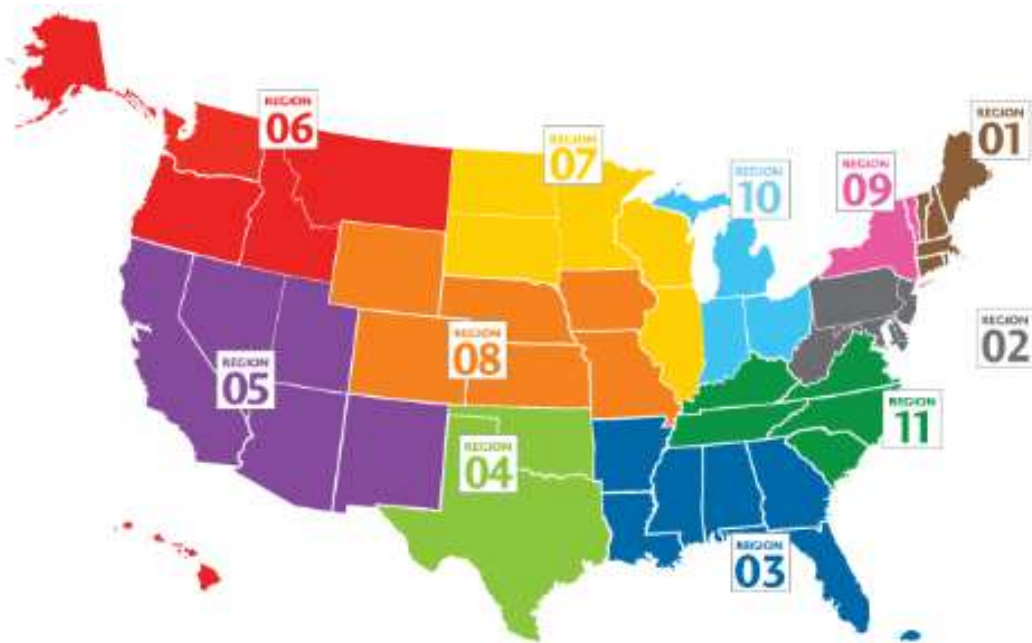 REGION
01
REGION
06
REGION
07
REGION
10
REGION
09
REGION
02
REGION
08
REGION
05
REGION
11
REGION
04
REGION
03